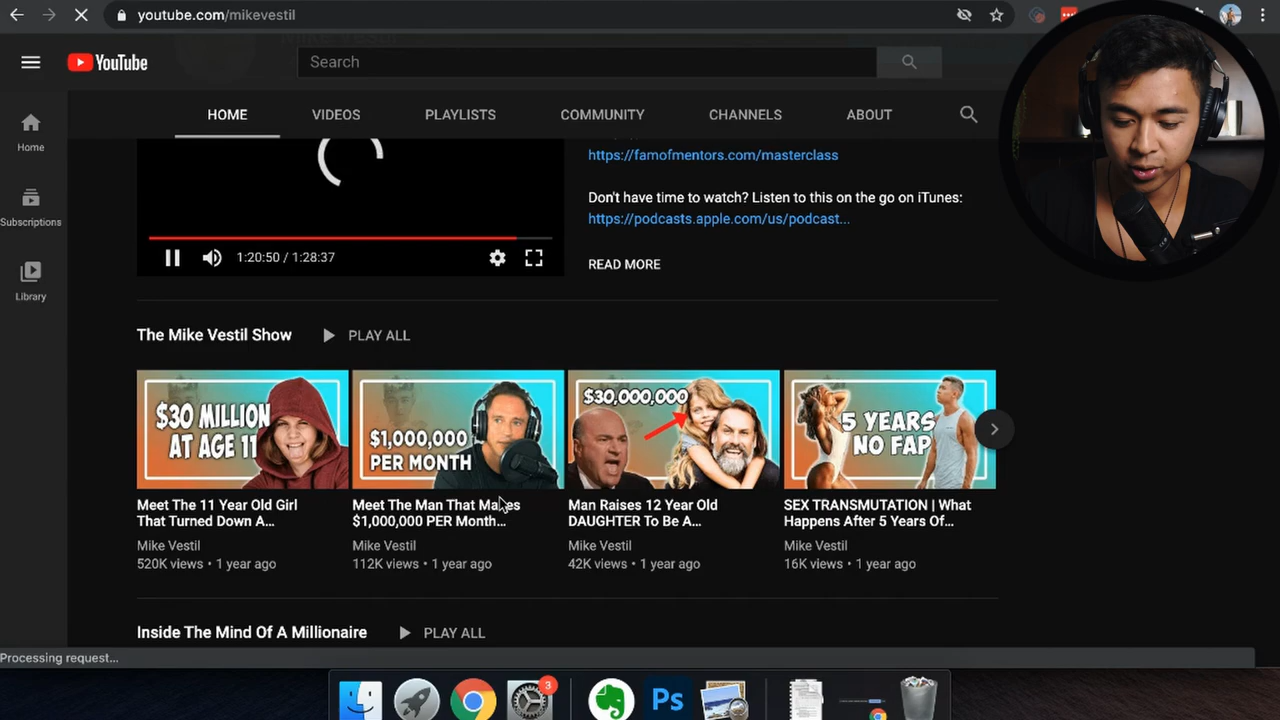 youtube.com/mikevestil
YouTube
Search
HOME VIDEOS PLAYLISTS COMMUNITY CHANNELS ABOUT
Home
Subscriptions
Library
https://famofmentors.com/masterclass
Don't have time to watch? Listen to this on the go on iTunes:
https://podcasts.apple.com/us/podcast...
READ MORE
1:20:50 / 1:28:37
The Mike Vestil Show PLAY ALL
$30 MILLION
AT AGE 11
$1,000,000
PER MONTH
$30,000,000
5 YEARS
NO FAP
Meet The 11 Year Old Girl
That Turned Down A...
Mike Vestil
520K views • 1 year ago
Meet The Man That Makes
$1,000,000 PER Month...
Mike Vestil
112K views • 1 year ago
Man Raises 12 Year Old
DAUGHTER To Be A...
Mike Vestil
42K views • 1 year ago
SEX TRANSMUTATION | What
Happens After 5 Years Of...
Mike Vestil
16K views • 1 year ago
Inside The Mind Of A Millionaire PLAY ALL
Processing request...
3
Ps